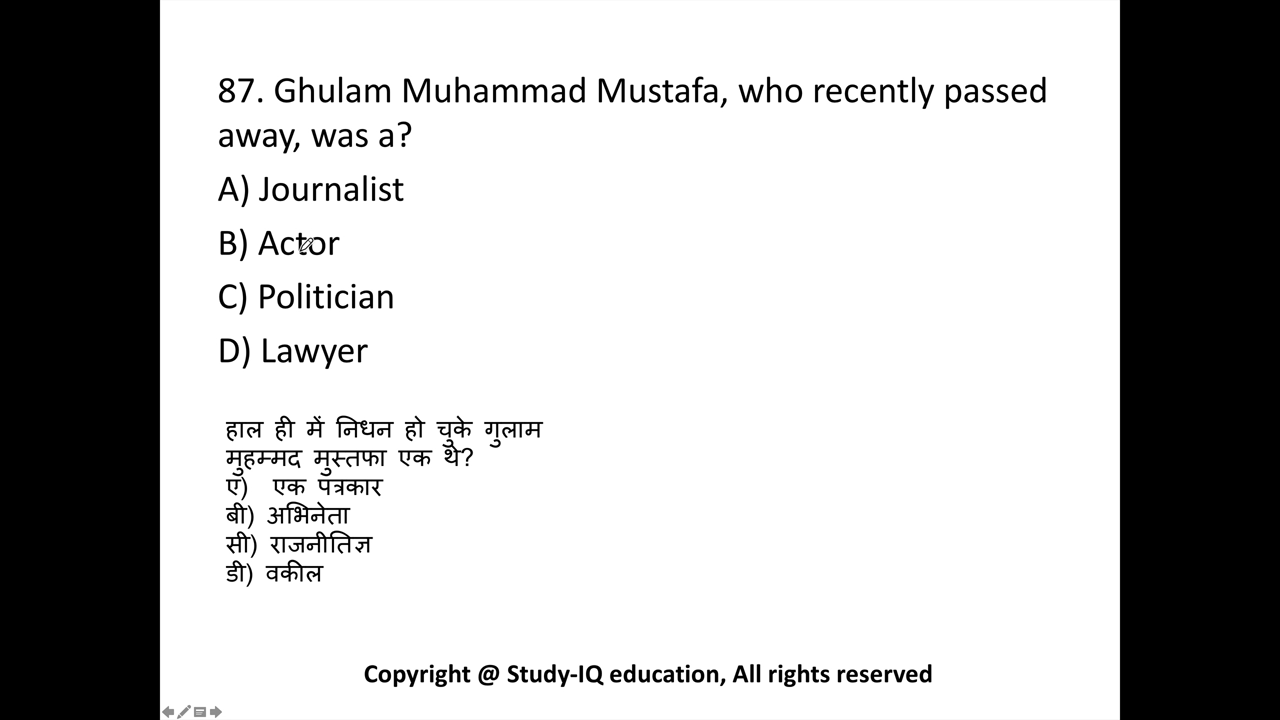 87. Ghulam Muhammad Mustafa, who recently passed
away, was a?
A) Journalist
B) Actor
C) Politician
D) Lawyer
हाल ही में निधन हो चुके गुलाम
मुहम्मद मुस्तफा एक थे?
ए) एक पत्रकार
बी) अभिनेता
सी) राजनीतिज्ञ
डी) वकील
Copyright @ Study-IQ education, All rights reserved